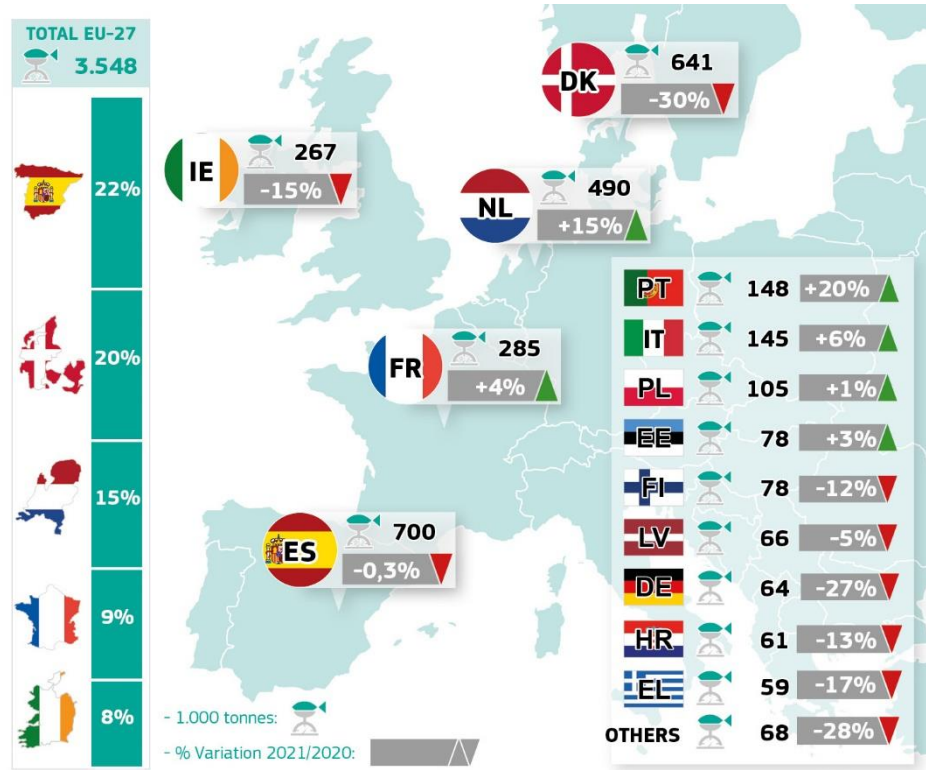 TOTAL EU-27
3.548
22%
20%
15%
9%
8%
DK
641
-30%
IE
267
-15%
NL
490
+15%
FR
285
+4%
ES
700
-0,3%
PT 148 +20%
IT 145 +6%
PL 105 +1%
EE 78 +3%
FI 78 -12%
LV 66 -5%
DE 64 -27%
HR 61 -13%
EL 59 -17%
OTHERS 68 -28%
- 1.000 tonnes:
- % Variation 2021/2020: